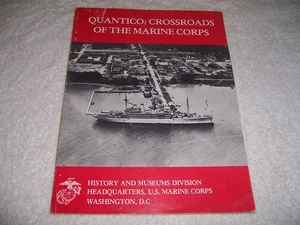 QUANTICO: CROSSROADS
OF THE MARINE CORPS
HISTORY AND MUSEUMS DIVISION
HEADQUARTERS, U.S. MARINE CORPS
WASHINGTON, D.C.